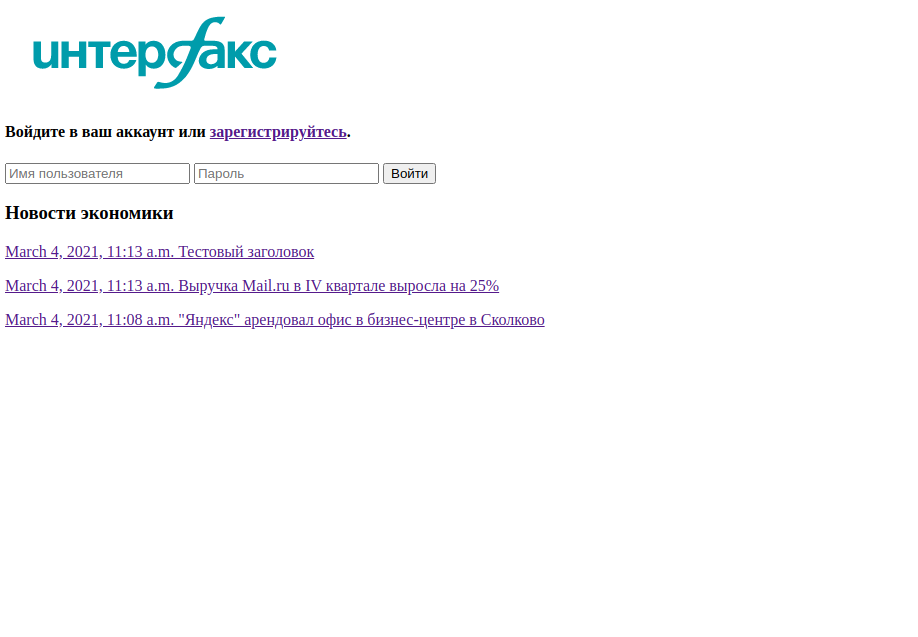 интерфакс
Войдите в ваш аккаунт или зарегистрируйтесь.
Имя пользователя Пароль Войти
Новости экономики
March 4, 2021, 11:13 a.m. Тестовый заголовок
March 4, 2021, 11:13 a.m. Выручка Mail.ru в IV квартале выросла на 25%
March 4, 2021, 11:08 a.m. "Яндекс" арендовал офис в бизнес-центре в Сколково